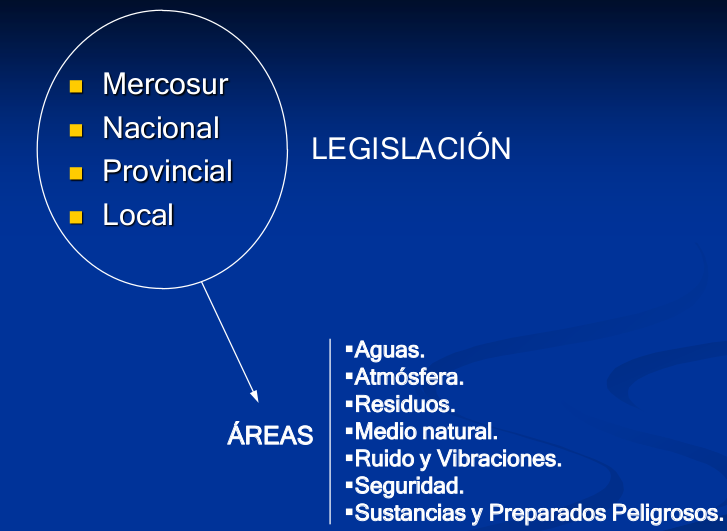 Mercosur
Nacional
Provincial
Local
LEGISLACIÓN
ÁREAS
▪Aguas.
▪Atmósfera.
▪Residuos.
▪Medio natural.
▪Ruido y Vibraciones.
▪Seguridad.
▪Sustancias y Preparados Peligrosos.